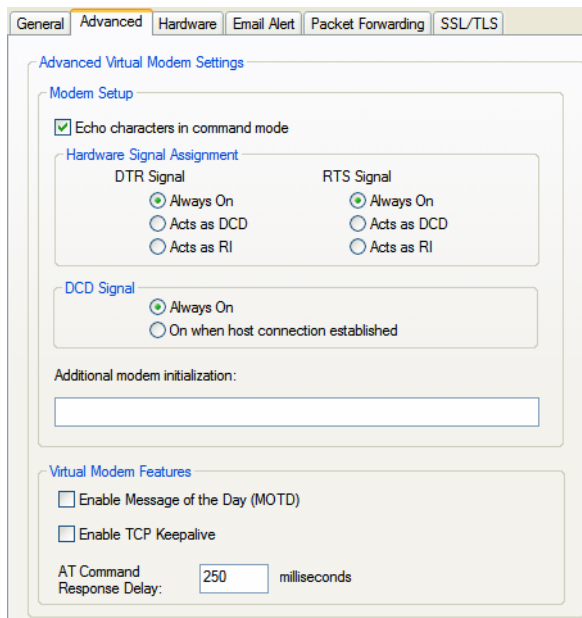 General Advanced Hardware Email Alert Packet Forwarding SSL/TLS
Advanced Virtual Modem Settings
Modem Setup
Echo characters in command mode
Hardware Signal Assignment
DTR Signal RTS Signal
Always On Always On
Acts as DCD Acts as DCD
Acts as RI Acts as RI
DCD Signal
Always On
On when host connection established
Additional modem initialization:
Virtual Modem Features
Enable Message of the Day (MOTD)
Enable TCP Keepalive
AT Command
Response Delay: 250 milliseconds